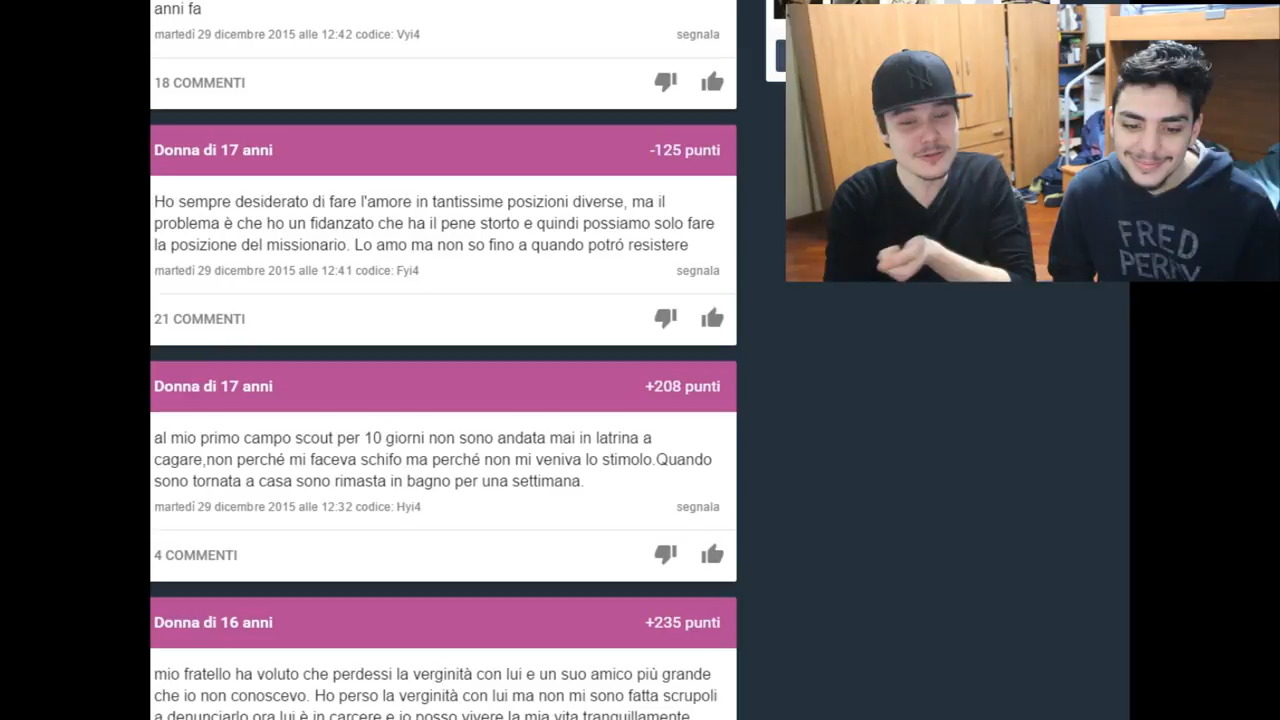 anni fa
martedì 29 dicembre 2015 alle 12:42 codice: Vyi4
segnala
18 COMMENTI
Donna di 17 anni
-125 punti
Ho sempre desiderato di fare l'amore in tantissime posizioni diverse, ma il
problema è che ho un fidanzato che ha il pene storto e quindi possiamo solo fare
la posizione del missionario. Lo amo ma non so fino a quando potró resistere
martedì 29 dicembre 2015 alle 12:41 codice: Fyi4
segnala
21 COMMENTI
Donna di 17 anni
+208 punti
al mio primo campo scout per 10 giorni non sono andata mai in latrina a
cagare,non perché mi faceva schifo ma perché non mi veniva lo stimolo.Quando
sono tornata a casa sono rimasta in bagno per una settimana.
martedì 29 dicembre 2015 alle 12:32 codice: Hyi4
segnala
4 COMMENTI
Donna di 16 anni
+235 punti
mio fratello ha voluto che perdessi la verginità con lui e un suo amico più grande
che io non conoscevo. Ho perso la verginità con lui ma non mi sono fatta scrupoli
a denunciarlo ora lui è in carcere e io posso vivere la mia vita tranquillamente
NY
FRED
PERRY